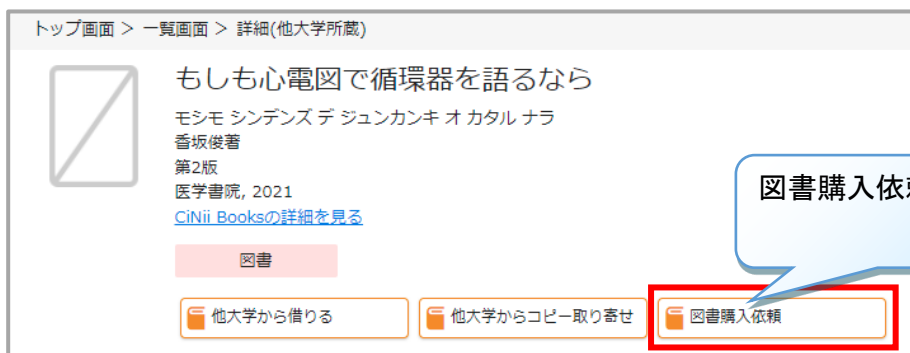 トップ画面 > 一覧画面 > 詳細(他大学所蔵)
もしも心電図で循環器を語るなら
モシモ シンデンズ デ ジュンカンキ オ カタル ナラ
香坂俊著
第2版
医学書院, 2021
CiNii Booksの詳細を見る
図書購入依
図書
他大学から借りる
他大学からコピー取り寄せ
図書購入依頼